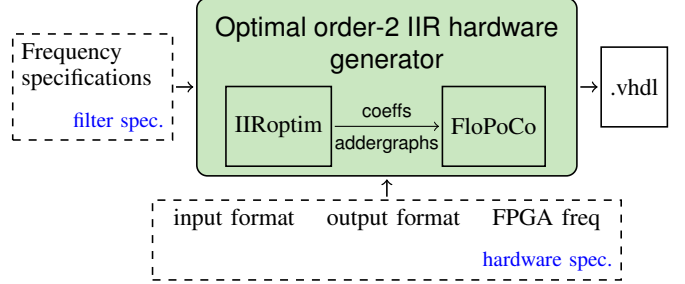 Optimal order-2 IIR hardware
generator
Frequency
specifications
filter spec.
IIRoptim
coeffs
addergraphs
FloPoCo
.vhdl
input format output format FPGA freq
hardware spec.